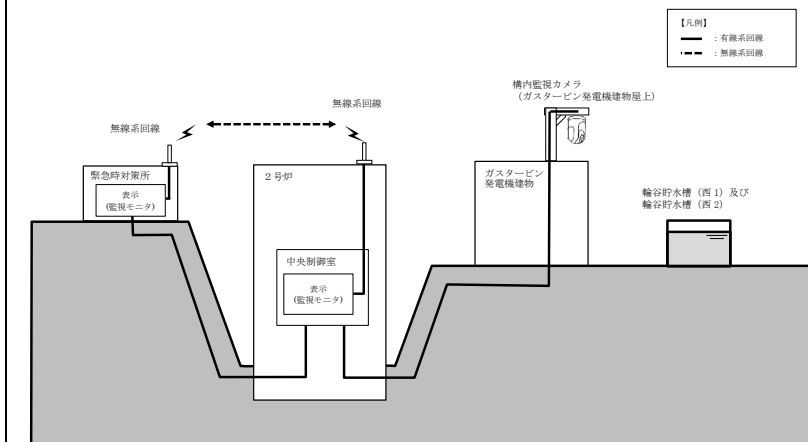 【凡例】
：有線系回線
：無線系回線
構内監視カメラ
（ガスタービン発電機建物屋上）
無線系回線
無線系回線
緊急時対策所
表示
(監視モニタ)
２号炉
中央制御室
表示
(監視モニタ)
ガスタービン
発電機建物
輪谷貯水槽（西１）及び
輪谷貯水槽（西２）